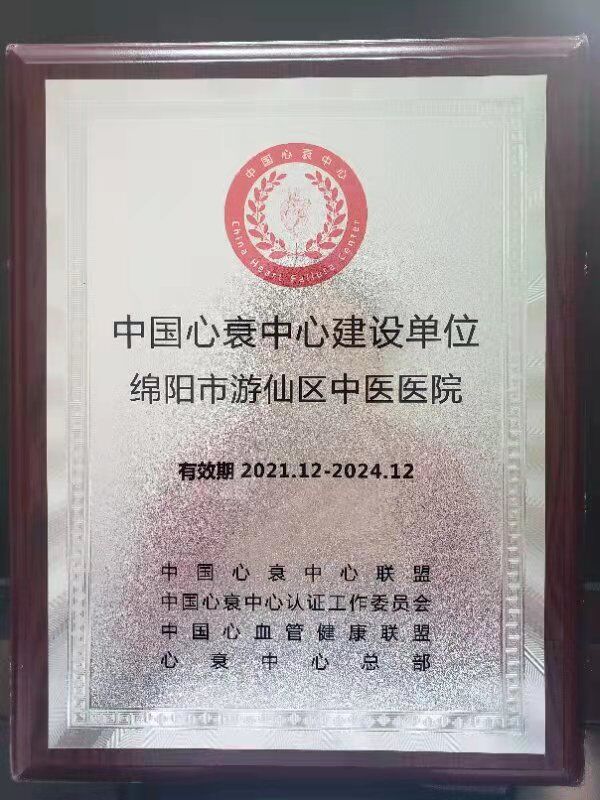 中国心衰中心
China Heart Failure Center
中国心衰中心建设单位
绵阳市游仙区中医医院
有效期 2021.12-2024.12
中国心衰中心联盟
中国心衰中心认证工作委员会
中国心血管健康联盟
心衰中心总部